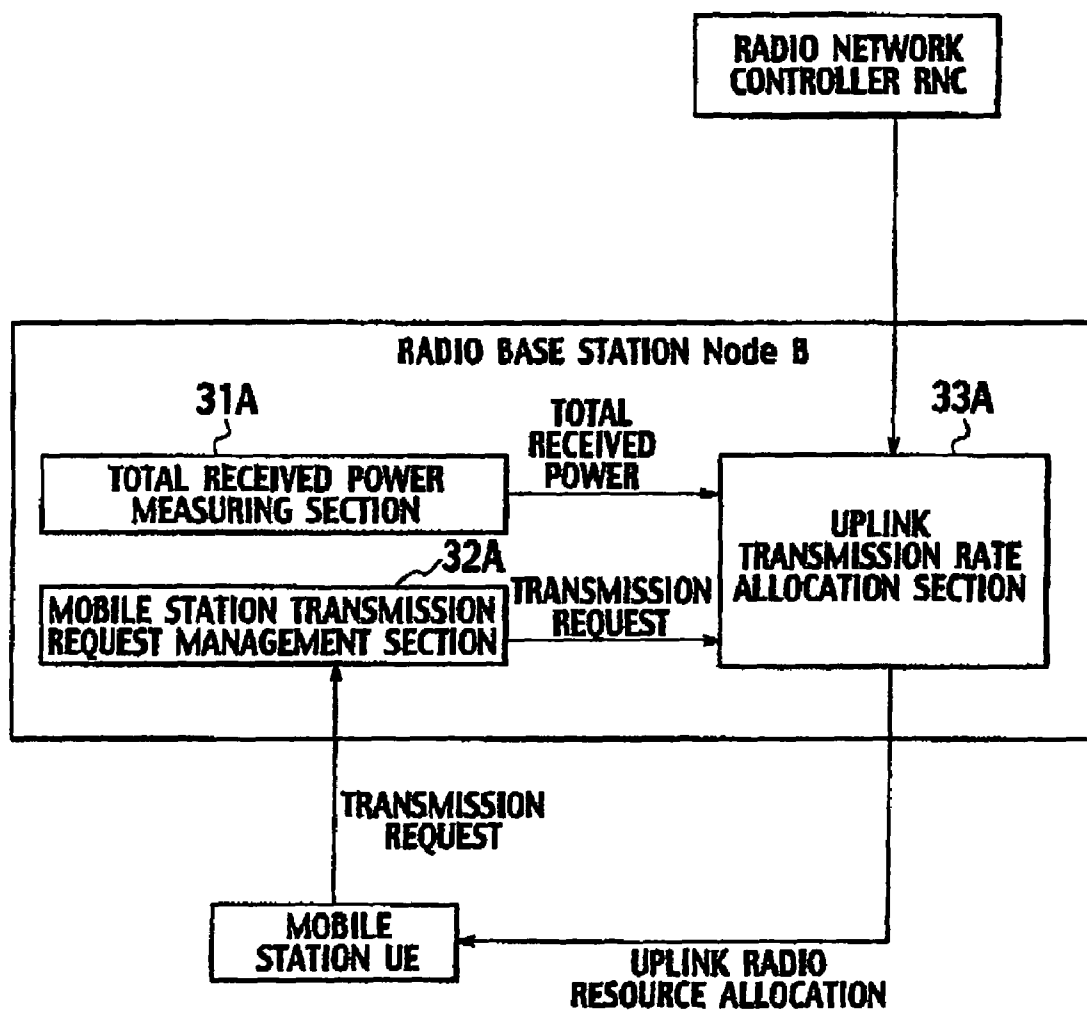 RADIO NETWORK
CONTROLLER RNC
RADIO BASE STATION Node B
31A
TOTAL RECEIVED POWER
MEASURING SECTION
TOTAL
RECEIVED
POWER
33A
UPLINK
TRANSMISSION RATE
ALLOCATION SECTION
32A
MOBILE STATION TRANSMISSION
REQUEST MANAGEMENT SECTION
TRANSMISSION
REQUEST
TRANSMISSION
REQUEST
MOBILE
STATION UE
UPLINK RADIO
RESOURCE ALLOCATION